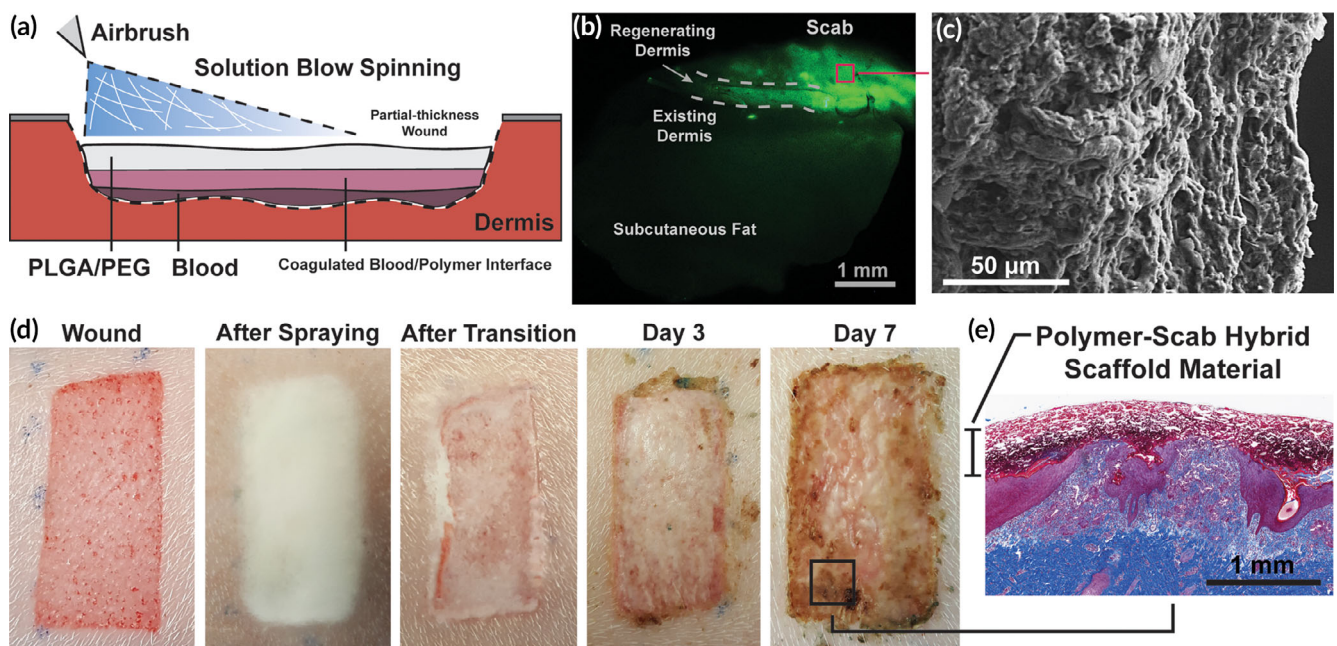 (a)
Airbrush
Solution Blow Spinning
Partial-thickness
Wound
Dermis
PLGA/PEG
Blood
Coagulated Blood/Polymer Interface
(b)
Scab
Regenerating
Dermis
Existing
Dermis
Subcutaneous Fat
1 mm
(c)
50 µm
(d)
Wound
After Spraying
After Transition
Day 3
Day 7
(e)
Polymer-Scab Hybrid
Scaffold Material
1 mm